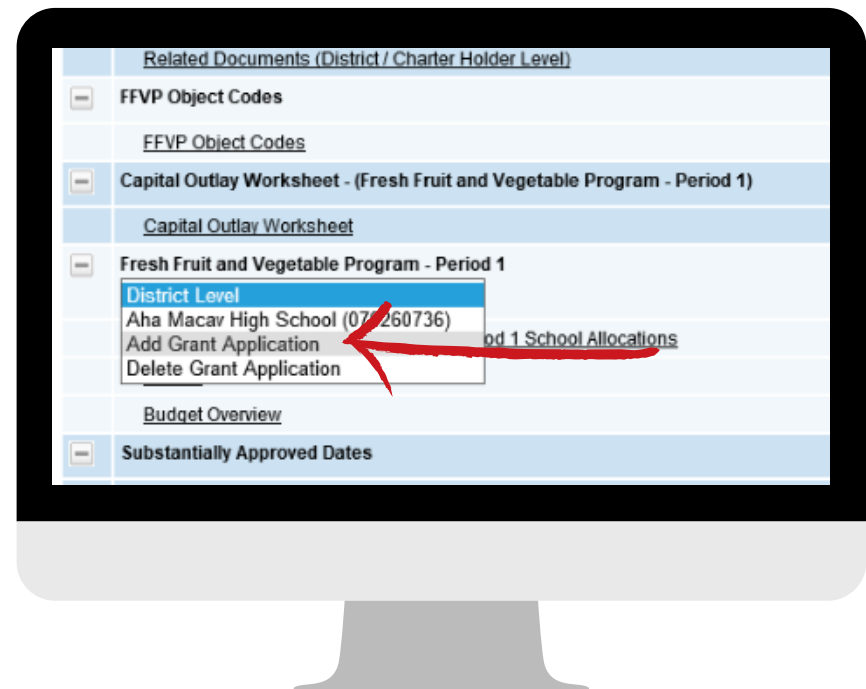 Related Documents (District / Charter Holder Level)
FFVP Object Codes
FFVP Object Codes
Capital Outlay Worksheet - (Fresh Fruit and Vegetable Program - Period 1)
Capital Outlay Worksheet
Fresh Fruit and Vegetable Program - Period 1
District Level
Aha Macav High School (07 260736)
Add Grant Application
od 1 School Allocations
Delete Grant Application
Budget Overview
Substantially Approved Dates